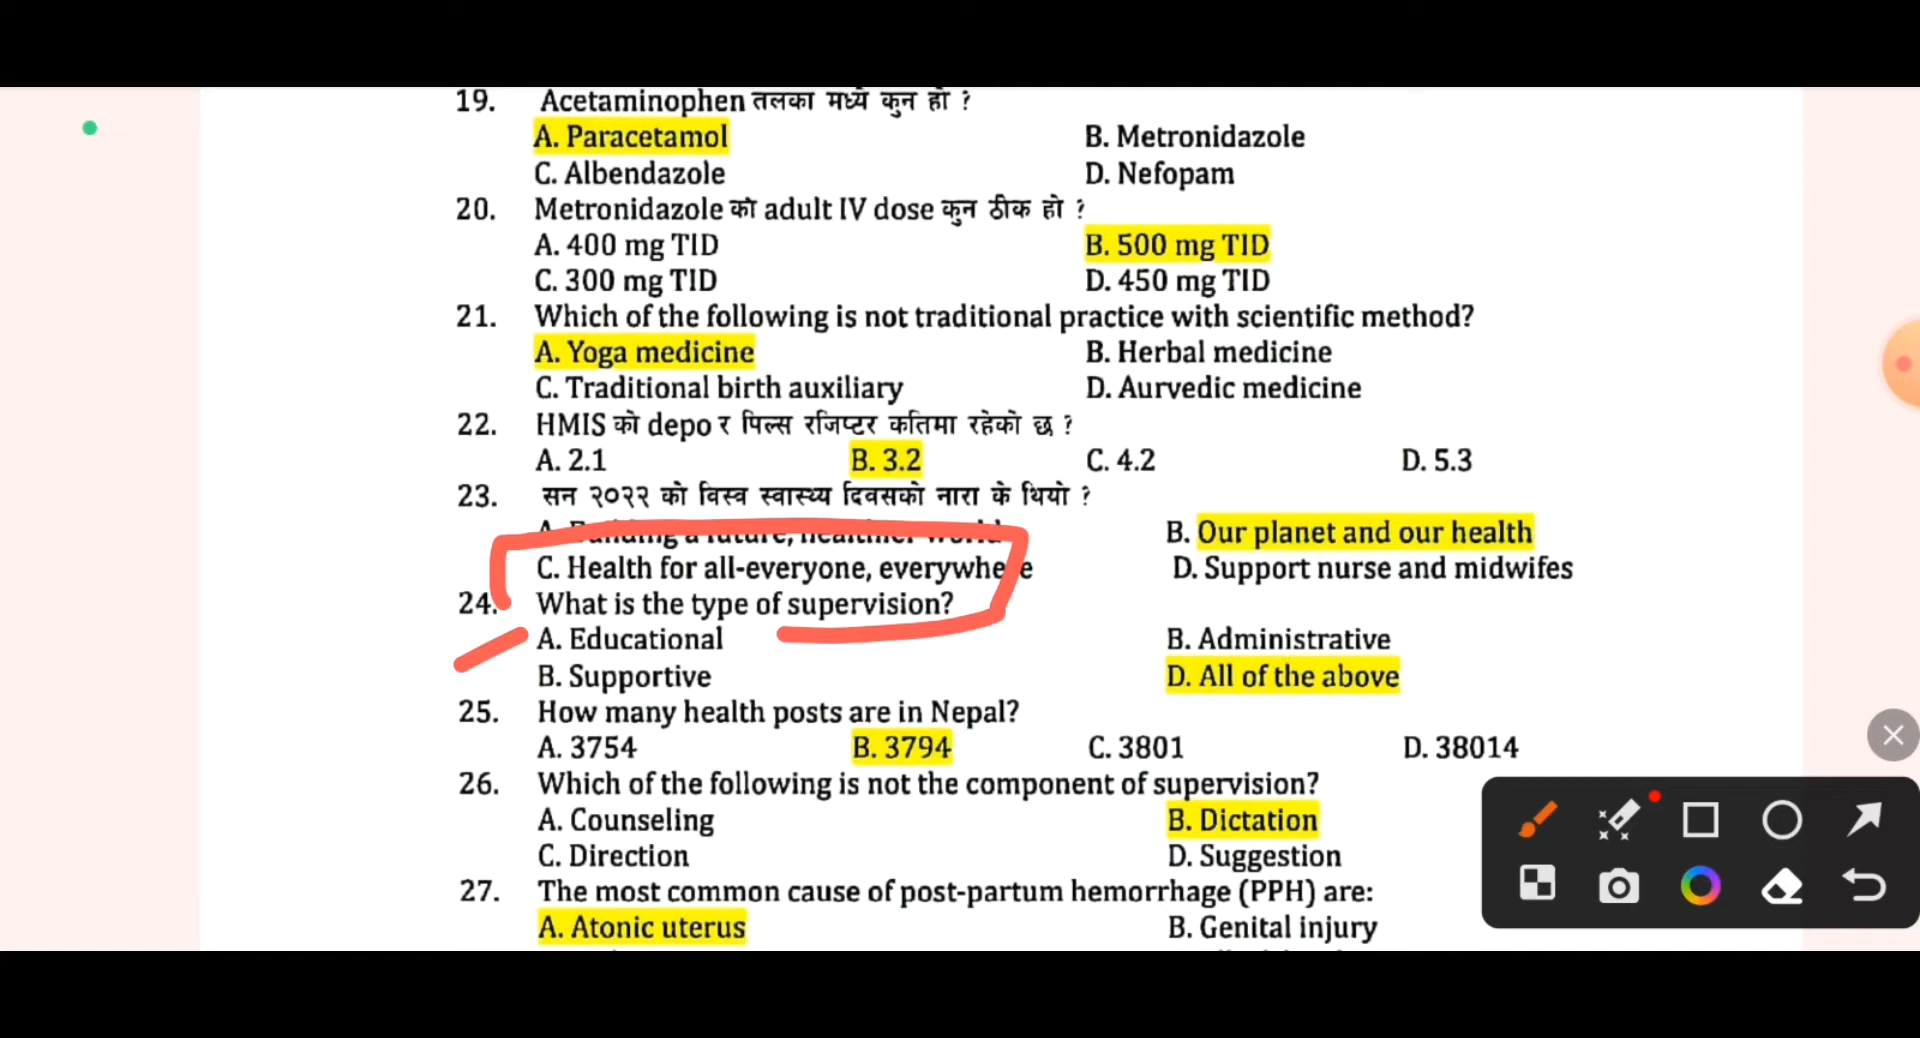 19. Acetaminophen तलका मध्ये कुन हो ?
A. Paracetamol B. Metronidazole
C. Albendazole D. Nefopam
20. Metronidazole को adult IV dose कुन ठीक हो ?
A. 400 mg TID B. 500 mg TID
C. 300 mg TID D. 450 mg TID
21. Which of the following is not traditional practice with scientific method?
A. Yoga medicine B. Herbal medicine
C. Traditional birth auxiliary D. Aurvedic medicine
22. HMIS को depo र पिल्स रजिष्टर कतिमा रहेको छ ?
A. 2.1 B. 3.2 C. 4.2 D. 5.3
23. सन २०२२ को विस्व स्वास्थ्य दिवसको नारा के थियो ?
A. Building a future, healthier world B. Our planet and our health
C. Health for all-everyone, everywhere D. Support nurse and midwifes
24. What is the type of supervision?
A. Educational B. Administrative
B. Supportive D. All of the above
25. How many health posts are in Nepal?
A. 3754 B. 3794 C. 3801 D. 38014
26. Which of the following is not the component of supervision?
A. Counseling B. Dictation
C. Direction D. Suggestion
27. The most common cause of post-partum hemorrhage (PPH) are:
A. Atonic uterus B. Genital injury